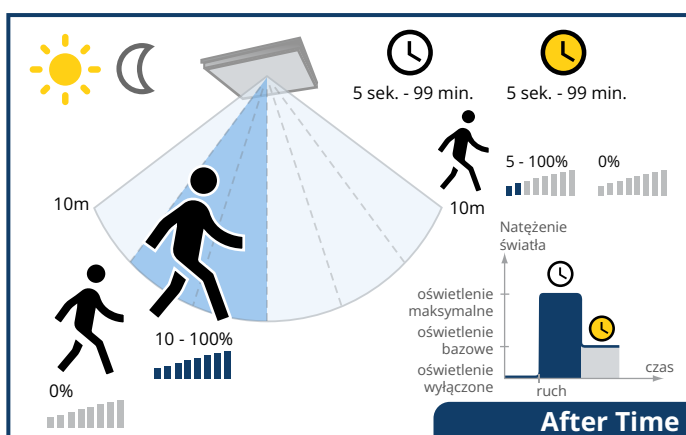 5 sek. - 99 min.
5 sek. - 99 min.
5 - 100%
0%
10m
10m
10 - 100%
0%
Natężenie
światła
oświetlenie
maksymalne
oświetlenie
bazowe
oświetlenie
wyłączone
czas
ruch
After Time